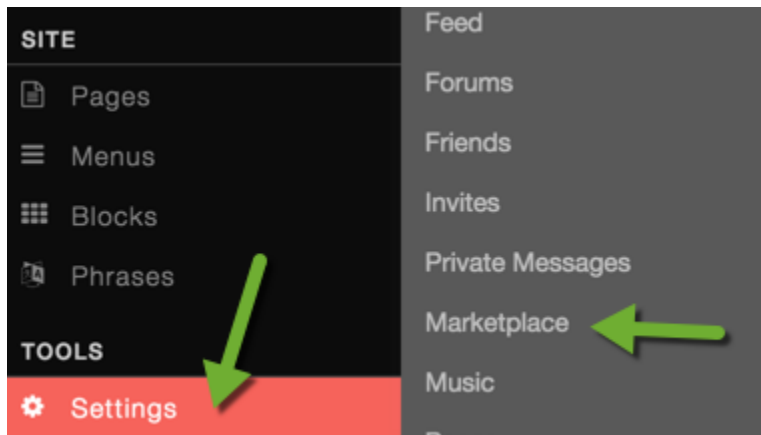 SITE
Pages
Menus
Blocks
Phrases
TOOLS
Settings
Feed
Forums
Friends
Invites
Private Messages
Marketplace
Music